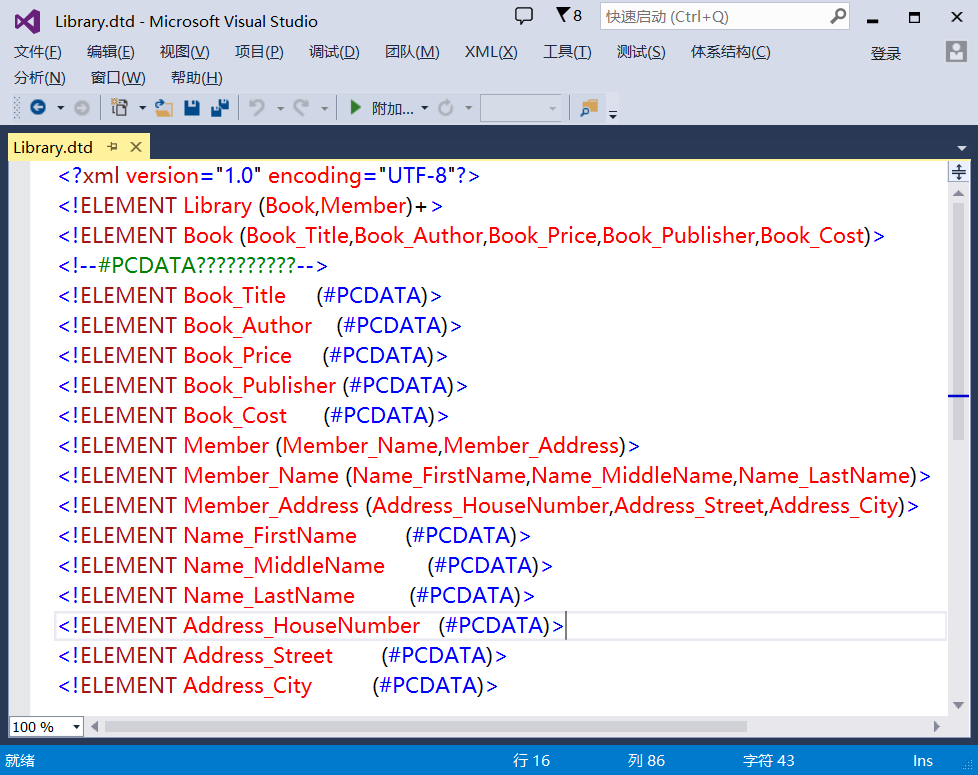 Library.dtd - Microsoft Visual Studio
8
快速启动 (Ctrl+Q)
文件(F) 编辑(E) 视图(V) 项目(P) 调试(D) 团队(M) XML(X) 工具(T) 测试(S) 体系结构(C) 登录
分析(N) 窗口(W) 帮助(H)
附加...
Library.dtd
<?xml version="1.0" encoding="UTF-8"?>
<!ELEMENT Library (Book,Member)+>
<!ELEMENT Book (Book_Title,Book_Author,Book_Price,Book_Publisher,Book_Cost)>
<!--#PCDATA??????????-->
<!ELEMENT Book_Title (#PCDATA)>
<!ELEMENT Book_Author (#PCDATA)>
<!ELEMENT Book_Price (#PCDATA)>
<!ELEMENT Book_Publisher (#PCDATA)>
<!ELEMENT Book_Cost (#PCDATA)>
<!ELEMENT Member (Member_Name,Member_Address)>
<!ELEMENT Member_Name (Name_FirstName,Name_MiddleName,Name_LastName)>
<!ELEMENT Member_Address (Address_HouseNumber,Address_Street,Address_City)>
<!ELEMENT Name_FirstName (#PCDATA)>
<!ELEMENT Name_MiddleName (#PCDATA)>
<!ELEMENT Name_LastName (#PCDATA)>
<!ELEMENT Address_HouseNumber (#PCDATA)>
<!ELEMENT Address_Street (#PCDATA)>
<!ELEMENT Address_City (#PCDATA)>
100 %
就绪 行 16 列 86 字符 43 Ins